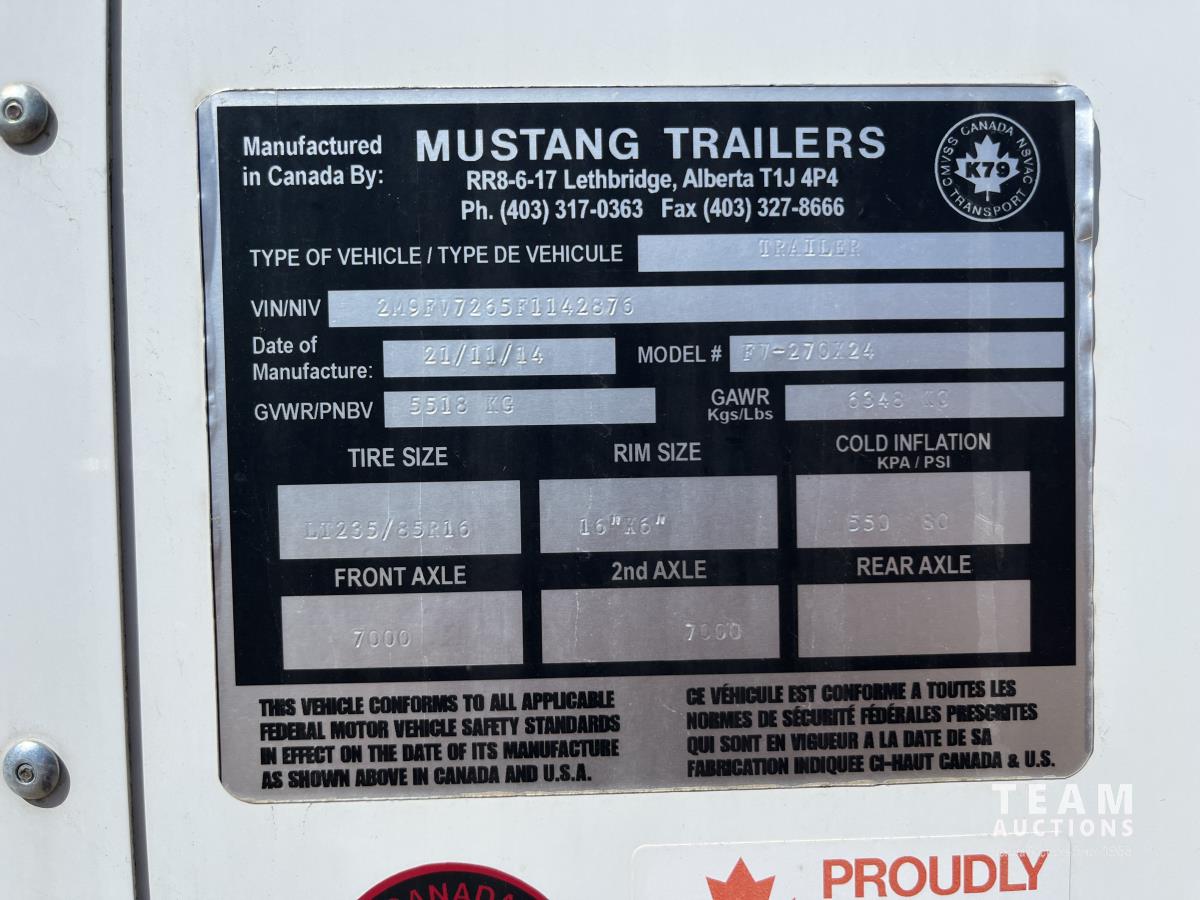 Manufactured
in Canada By:
MUSTANG TRAILERS
RR8-6-17 Lethbridge, Alberta T1J 4P4
Ph. (403) 317-0363 Fax (403) 327-8666
CMVSS CANADA NSVAC
K79
TRANSPORT
TYPE OF VEHICLE / TYPE DE VEHICULE TRAILER
VIN/NIV 2M9FV7265F1142876
Date of
Manufacture: 21/11/14 MODEL # FV-270X24
GVWR/PNBV 5518 KG GAWR
Kgs/Lbs 6348 KG
TIRE SIZE RIM SIZE COLD INFLATION
KPA / PSI
LT235/85R16 16"X6" 550 80
FRONT AXLE 2nd AXLE REAR AXLE
7000 7000
THIS VEHICLE CONFORMS TO ALL APPLICABLE
FEDERAL MOTOR VEHICLE SAFETY STANDARDS
IN EFFECT ON THE DATE OF ITS MANUFACTURE
AS SHOWN ABOVE IN CANADA AND U.S.A.
CE VÉHICULE EST CONFORME A TOUTES LES
NORMES DE SÉCURITÉ FÉDÉRALES PRESCRITES
QUI SONT EN VIGUEUR A LA DATE DE SA
FABRICATION INDIQUEE CI-HAUT CANADA & U.S.
TEAM
AUCTIONS
CANADA
PROUDLY